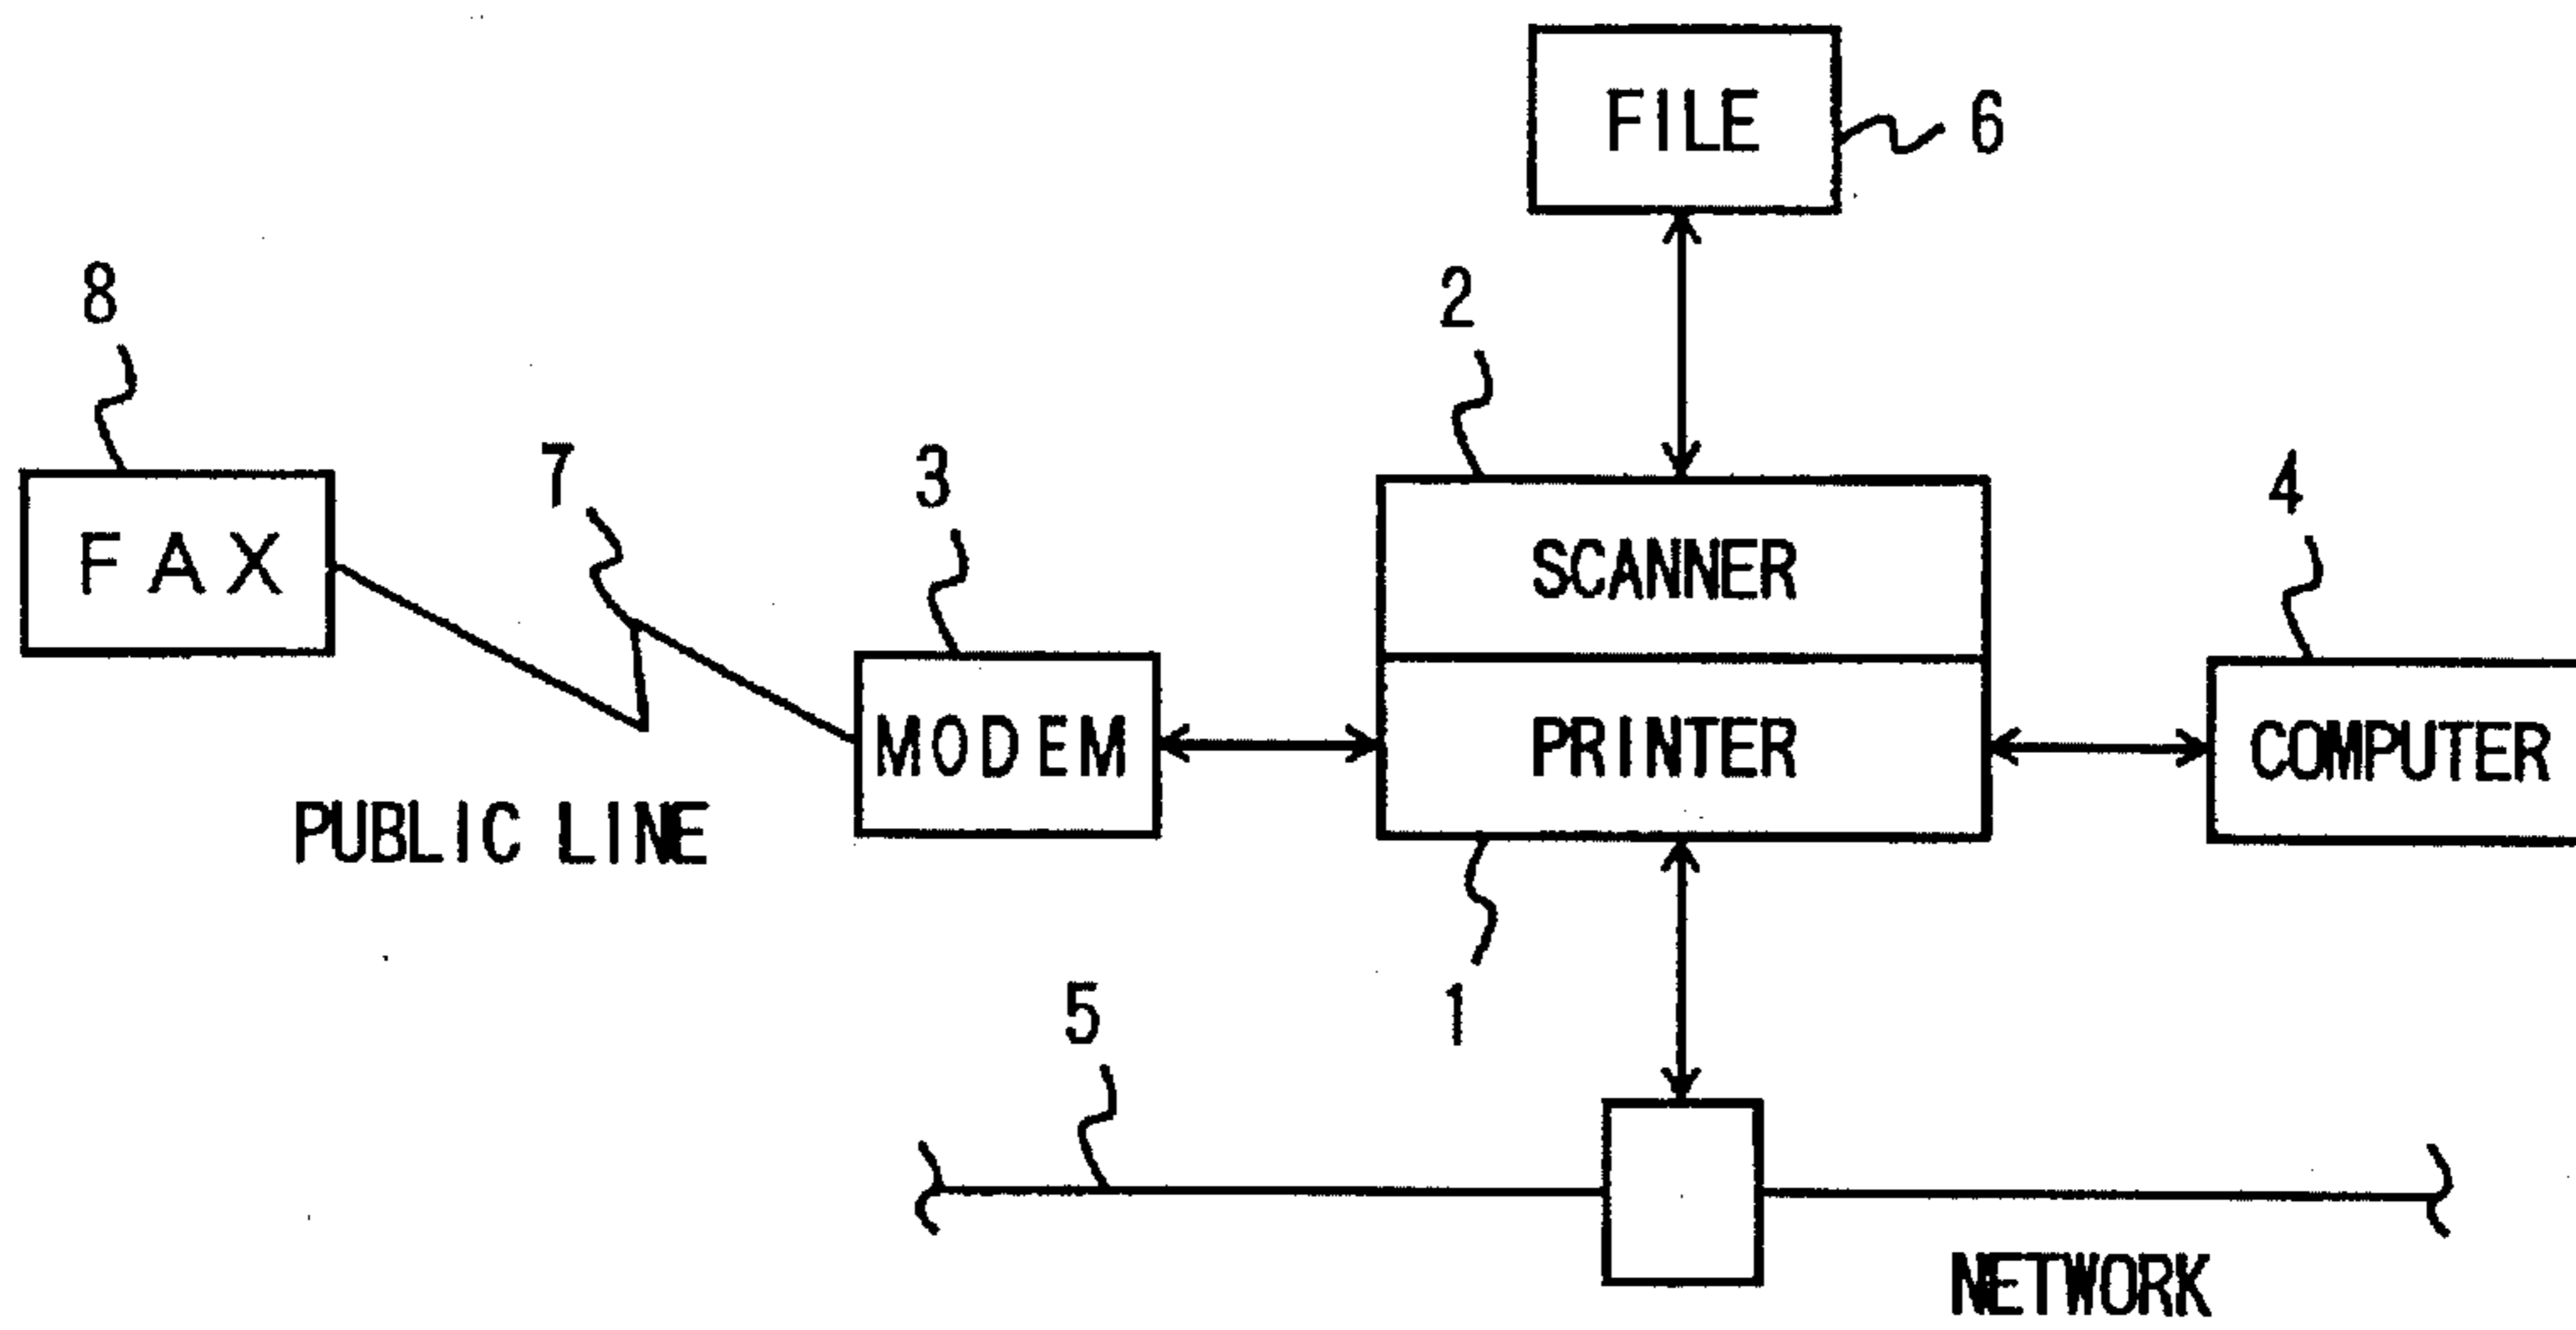 FILE
6
2
8
7
3
4
FAX
SCANNER
MODEM
PRINTER
COMPUTER
PUBLIC LINE
1
5
NETWORK